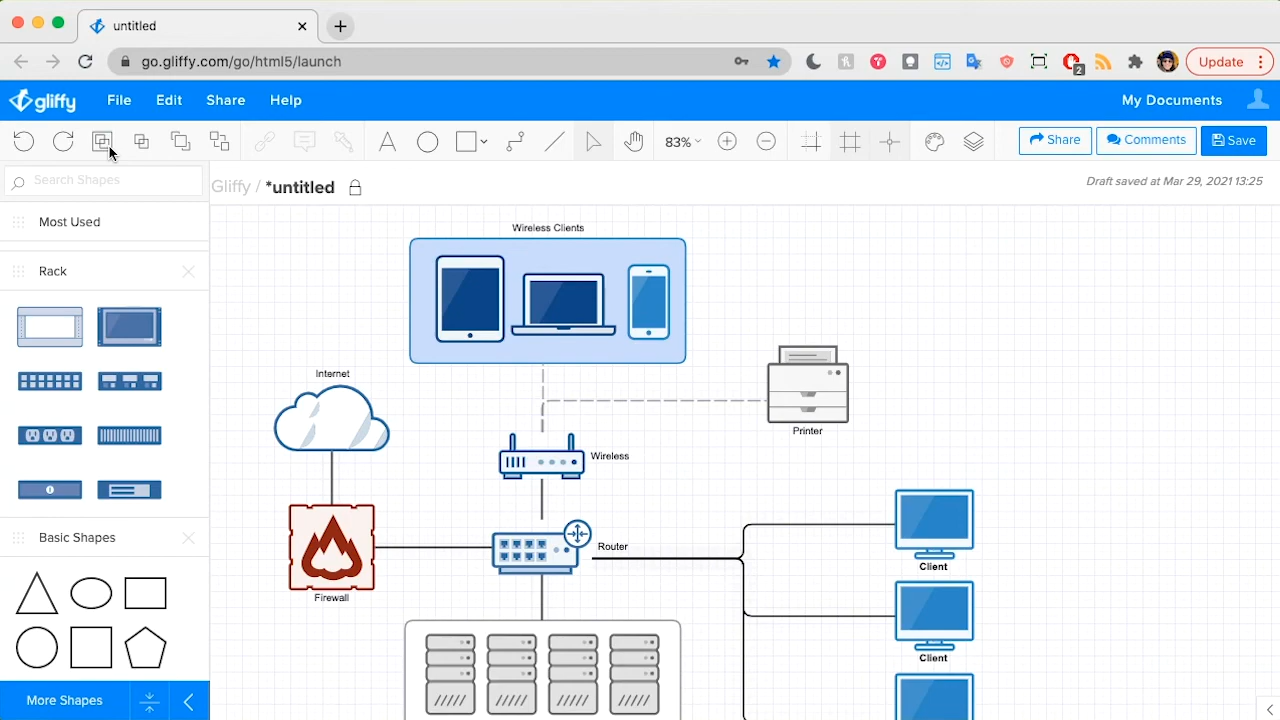 untitled
go.gliffy.com/go/html5/launch
2
Update
gliffy
File Edit Share Help
My Documents
A
83%
Share
Comments
Save
Search Shapes
Gliffy / *untitled
Draft saved at Mar 29, 2021 13:25
Most Used
Rack
Basic Shapes
More Shapes
Wireless Clients
Internet
Printer
Wireless
Router
Firewall
Client
Client